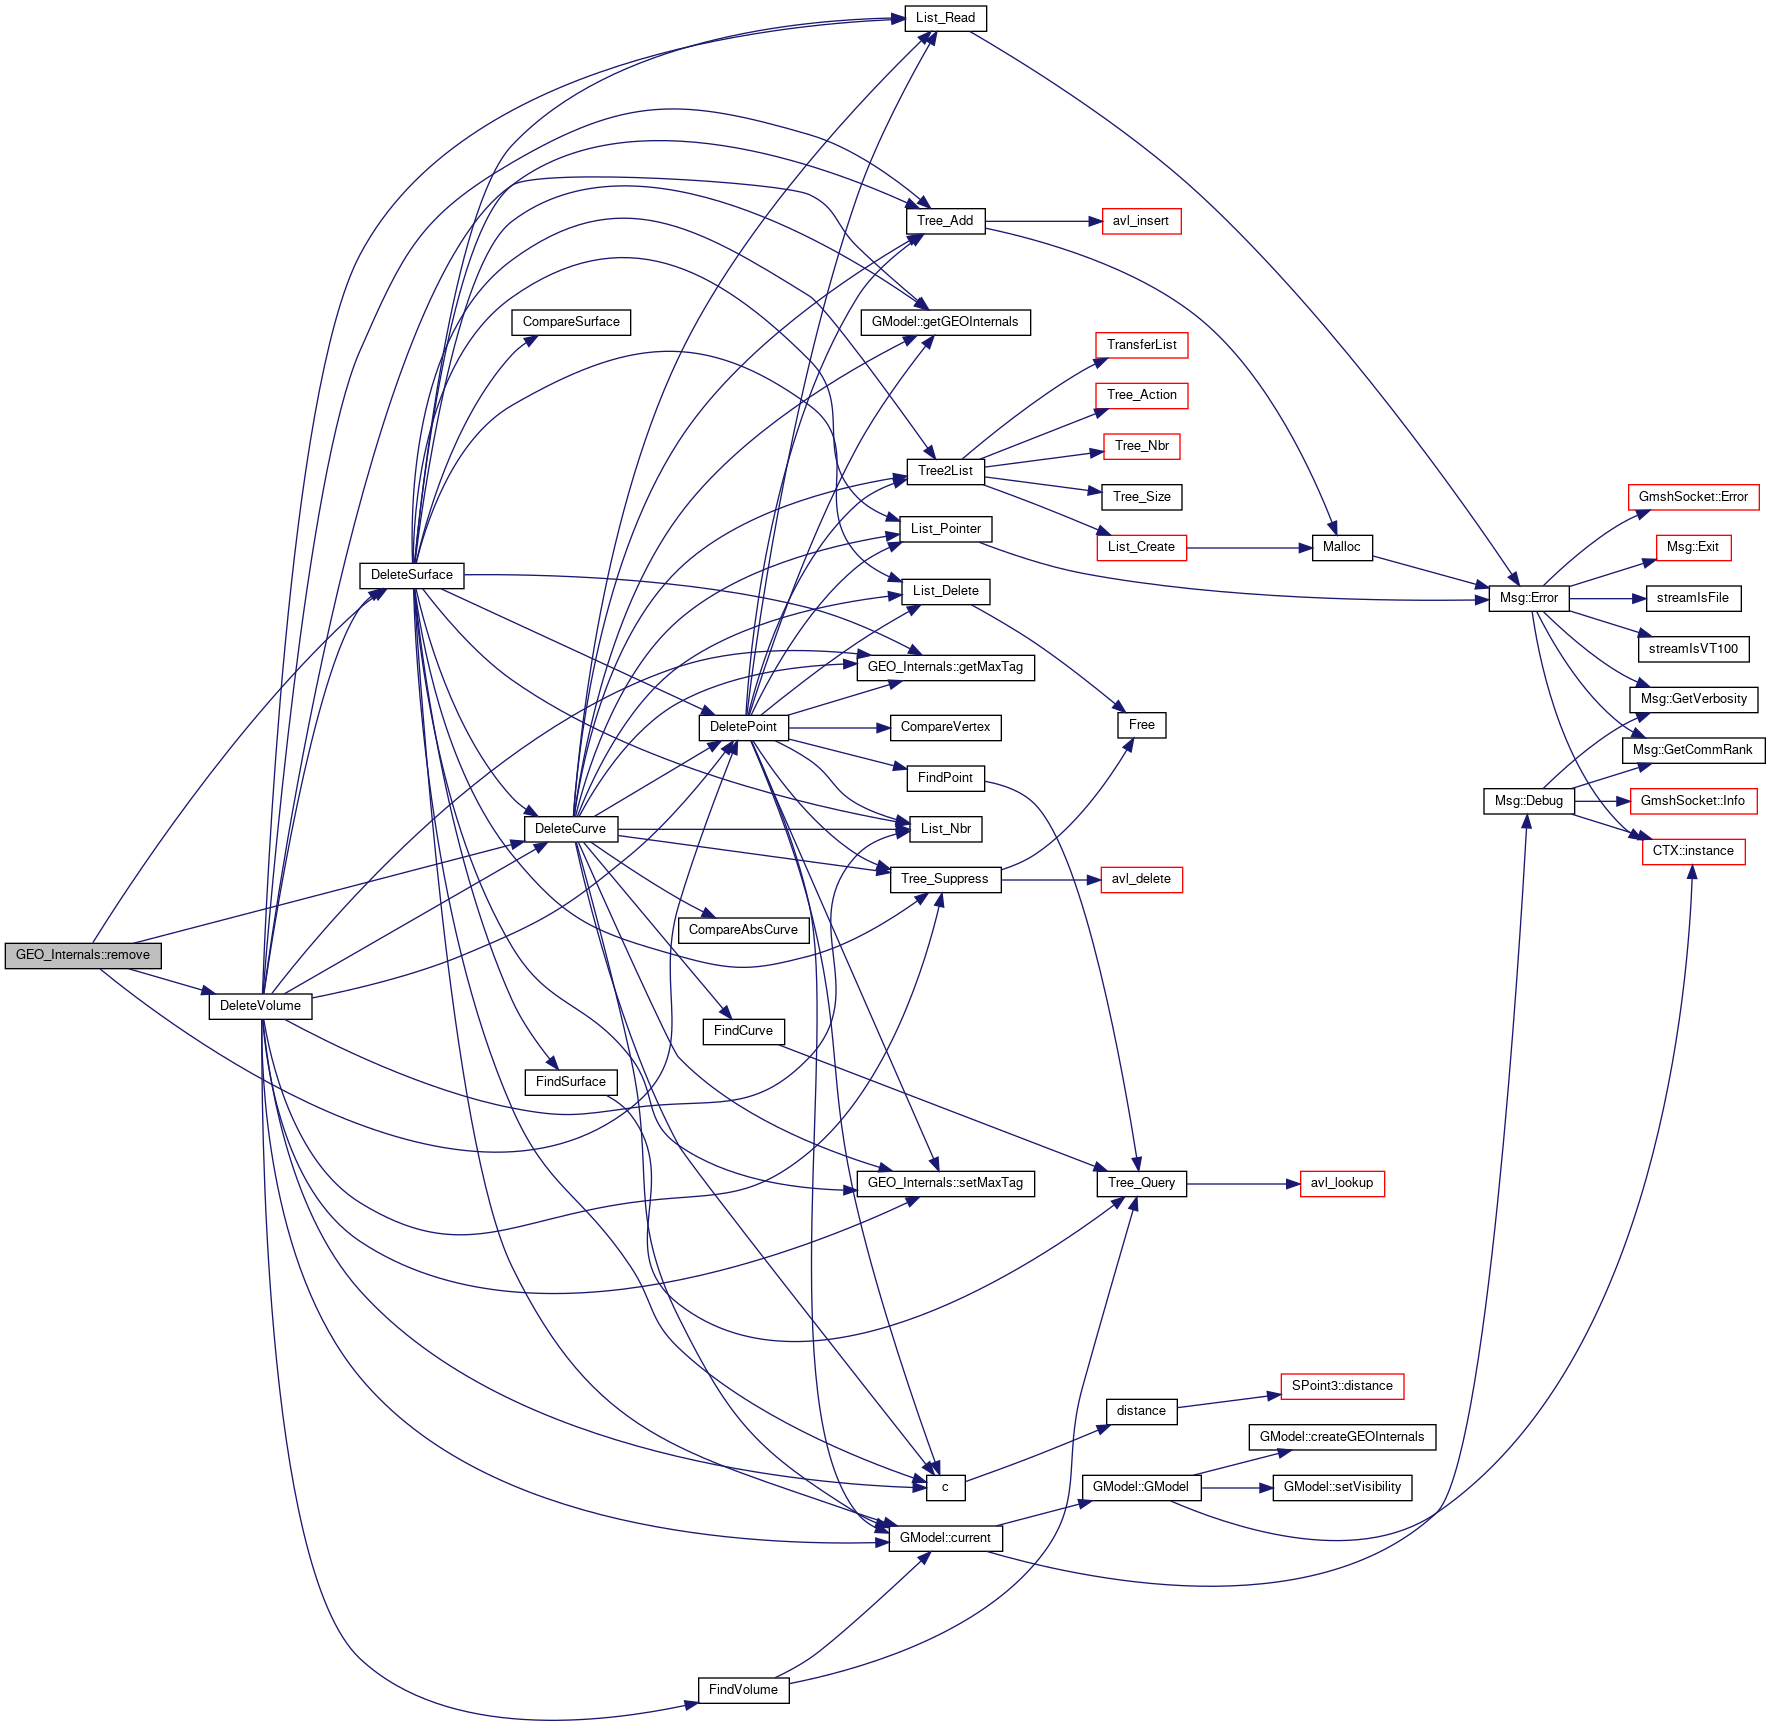 List_Read
Tree_Add
avl_insert
CompareSurface
GModel::getGEOInternals
TransferList
Tree_Action
Tree_Nbr
Tree2List
Tree_Size
GmshSocket::Error
List_Pointer
List_Create
Malloc
Msg::Exit
DeleteSurface
List_Delete
Msg::Error
streamIsFile
streamIsVT100
GEO_Internals::getMaxTag
Msg::GetVerbosity
DeletePoint
CompareVertex
Free
Msg::GetCommRank
FindPoint
Msg::Debug
GmshSocket::Info
DeleteCurve
List_Nbr
CTX::instance
Tree_Suppress
avl_delete
CompareAbsCurve
GEO_Internals::remove
DeleteVolume
FindCurve
FindSurface
GEO_Internals::setMaxTag
Tree_Query
avl_lookup
SPoint3::distance
distance
GModel::createGEOInternals
c
GModel::GModel
GModel::setVisibility
GModel::current
FindVolume